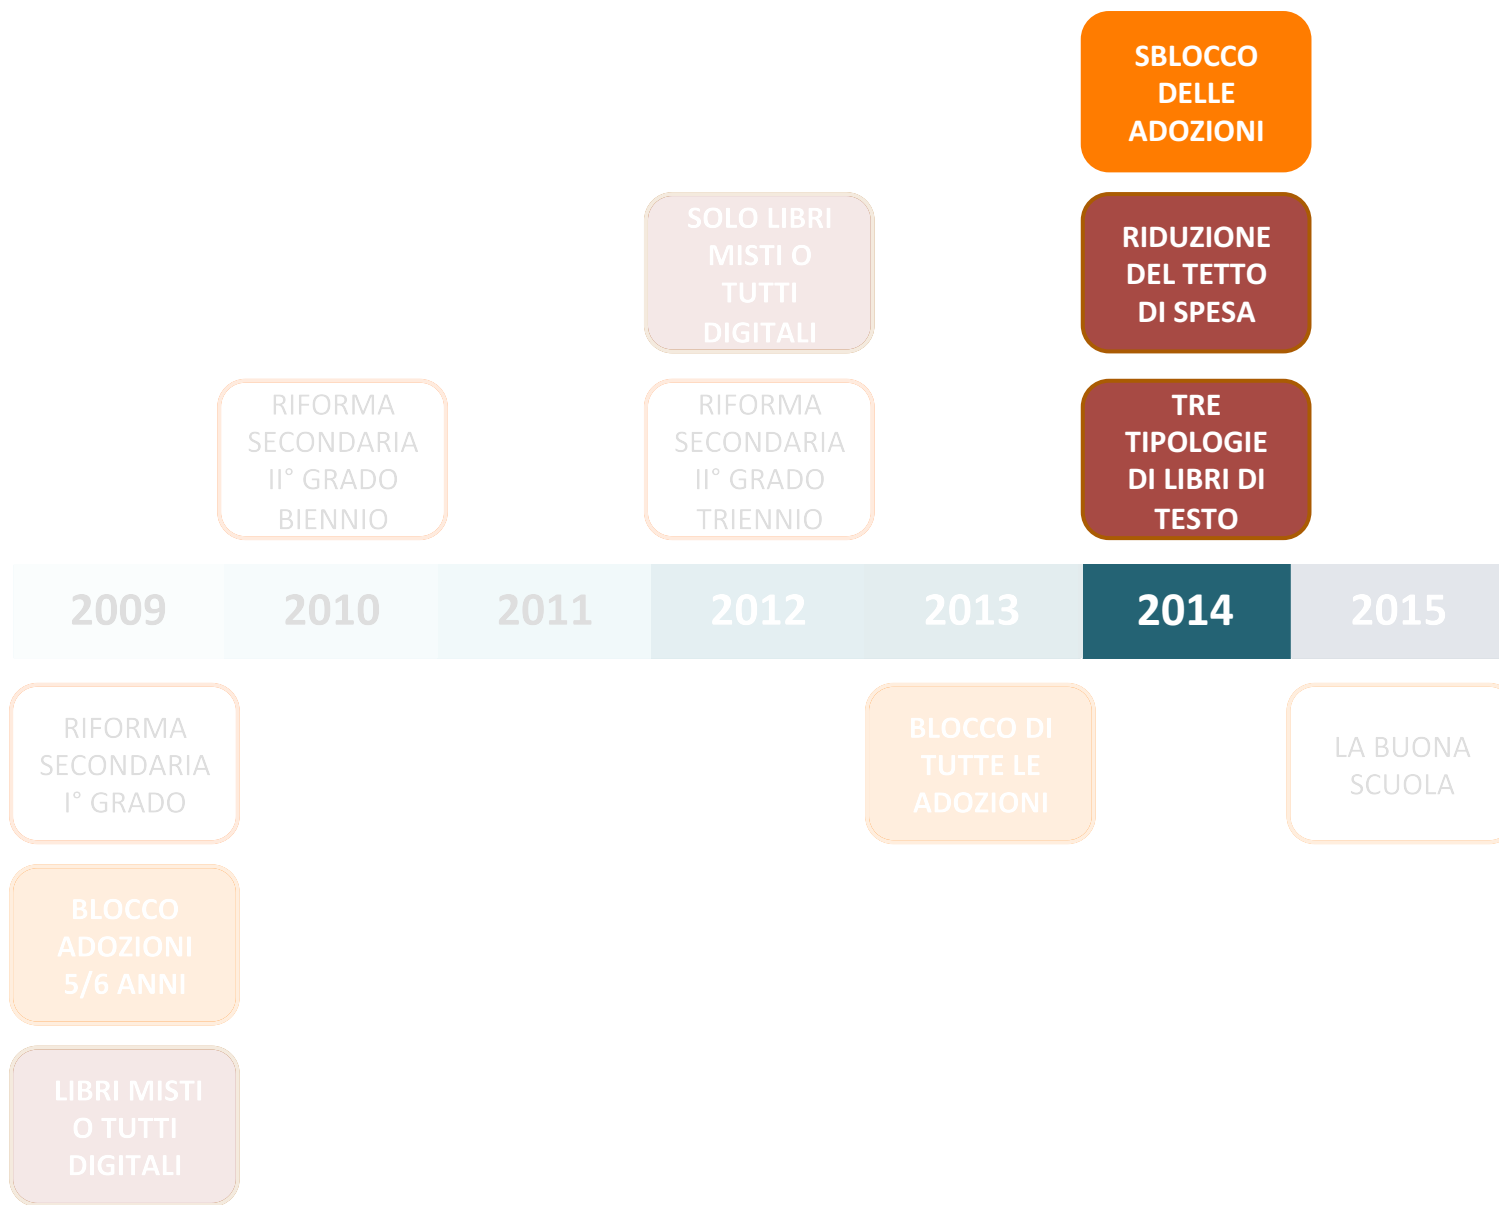 SBLOCCO
DELLE
ADOZIONI
SOLO LIBRI
MISTI O
TUTTI
DIGITALI
RIDUZIONE
DEL TETTO
DI SPESA
RIFORMA
SECONDARIA
II° GRADO
BIENNIO
RIFORMA
SECONDARIA
II° GRADO
TRIENNIO
TRE
TIPOLOGIE
DI LIBRI DI
TESTO
2009 2010 2011 2012 2013 2014 2015
RIFORMA
SECONDARIA
I° GRADO
BLOCCO DI
TUTTE LE
ADOZIONI
LA BUONA
SCUOLA
BLOCCO
ADOZIONI
5/6 ANNI
LIBRI MISTI
O TUTTI
DIGITALI